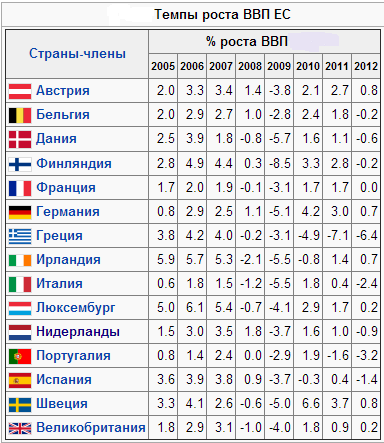 Темпы роста ВВП ЕС
Страны-члены % роста ВВП
2005 2006 2007 2008 2009 2010 2011 2012
Австрия 2.0 3.3 3.4 1.4 -3.8 2.1 2.7 0.8
Бельгия 2.0 2.9 2.7 1.0 -2.8 2.4 1.8 -0.2
Дания 2.5 3.9 1.8 -0.8 -5.7 1.6 1.1 -0.6
Финляндия 2.8 4.9 4.4 0.3 -8.5 3.3 2.8 -0.2
Франция 1.7 2.0 1.9 -0.1 -3.1 1.7 1.7 0.0
Германия 0.8 2.9 2.5 1.1 -5.1 4.2 3.0 0.7
Греция 3.8 4.2 4.0 -0.2 -3.1 -4.9 -7.1 -6.4
Ирландия 5.9 5.7 5.3 -2.1 -5.5 -0.8 1.4 0.7
Италия 0.6 1.8 1.5 -1.2 -5.5 1.8 0.4 -2.4
Люксембург 5.0 6.1 5.4 -0.7 -4.1 2.9 1.7 0.2
Нидерланды 1.5 3.0 3.5 1.8 -3.7 1.6 1.0 -0.9
Португалия 0.8 1.4 2.4 0.0 -2.9 1.9 -1.6 -3.2
Испания 3.6 3.9 3.8 0.9 -3.7 -0.3 0.4 -1.4
Швеция 3.3 4.1 2.6 -0.6 -5.0 6.6 3.7 0.8
Великобритания 1.8 2.9 3.1 -1.0 -4.0 1.8 0.9 0.2